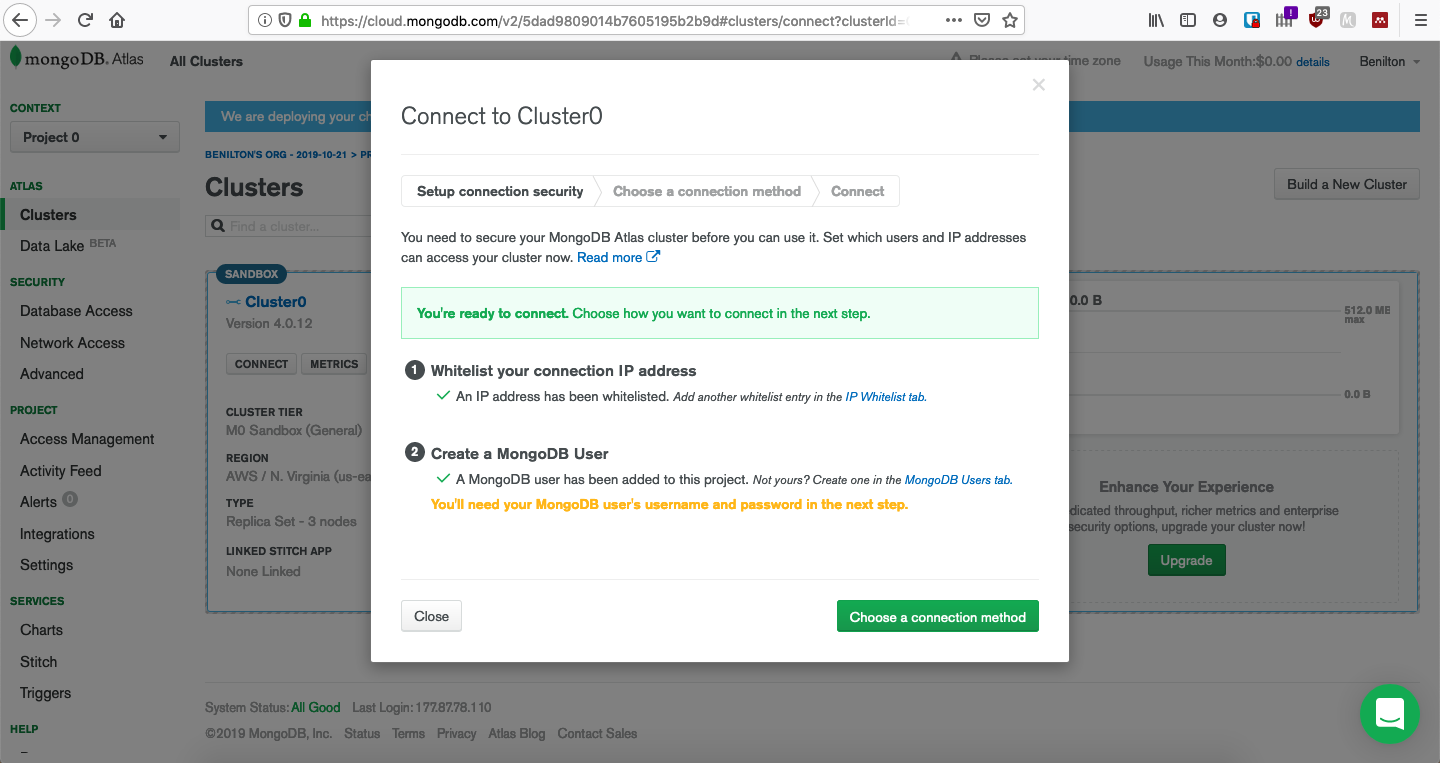 https://cloud.mongodb.com/v2/5dad9809014b7605195b2b9d#clusters/connect?clusterId=
23
mongoDB. Atlas
All Clusters
Please set your time zone
Usage This Month:$0.00 details
Benilton
CONTEXT
Project 0
ATLAS
Clusters
Data Lake BETA
SECURITY
Database Access
Network Access
Advanced
PROJECT
Access Management
Activity Feed
Alerts 0
Integrations
Settings
SERVICES
Charts
Stitch
Triggers
HELP
We are deploying your
BENILTON'S ORG - 2019-10-21 >
Clusters
Build a New Cluster
Find a cluster...
SANDBOX
Cluster0
Version 4.0.12
CONNECT
METRICS
CLUSTER TIER
M0 Sandbox (General)
REGION
AWS / N. Virginia
TYPE
Replica Set - 3 nodes
LINKED STITCH APP
None Linked
Connect to Cluster0
Setup connection security
Choose a connection method
Connect
You need to secure your MongoDB Atlas cluster before you can use it. Set which users and IP addresses
can access your cluster now. Read more
You're ready to connect. Choose how you want to connect in the next step.
1 Whitelist your connection IP address
An IP address has been whitelisted. Add another whitelist entry in the IP Whitelist tab.
2 Create a MongoDB User
A MongoDB user has been added to this project. Not yours? Create one in the MongoDB Users tab.
You'll need your MongoDB user's username and password in the next step.
Close
Choose a connection method
0.0 B
512.0 MB
max
0.0 B
Enhance Your Experience
throughput, richer metrics and enterprise
security options, upgrade your cluster now!
Upgrade
System Status: All Good Last Login: 177.87.78.110
©2019 MongoDB, Inc. Status Terms Privacy Atlas Blog Contact Sales